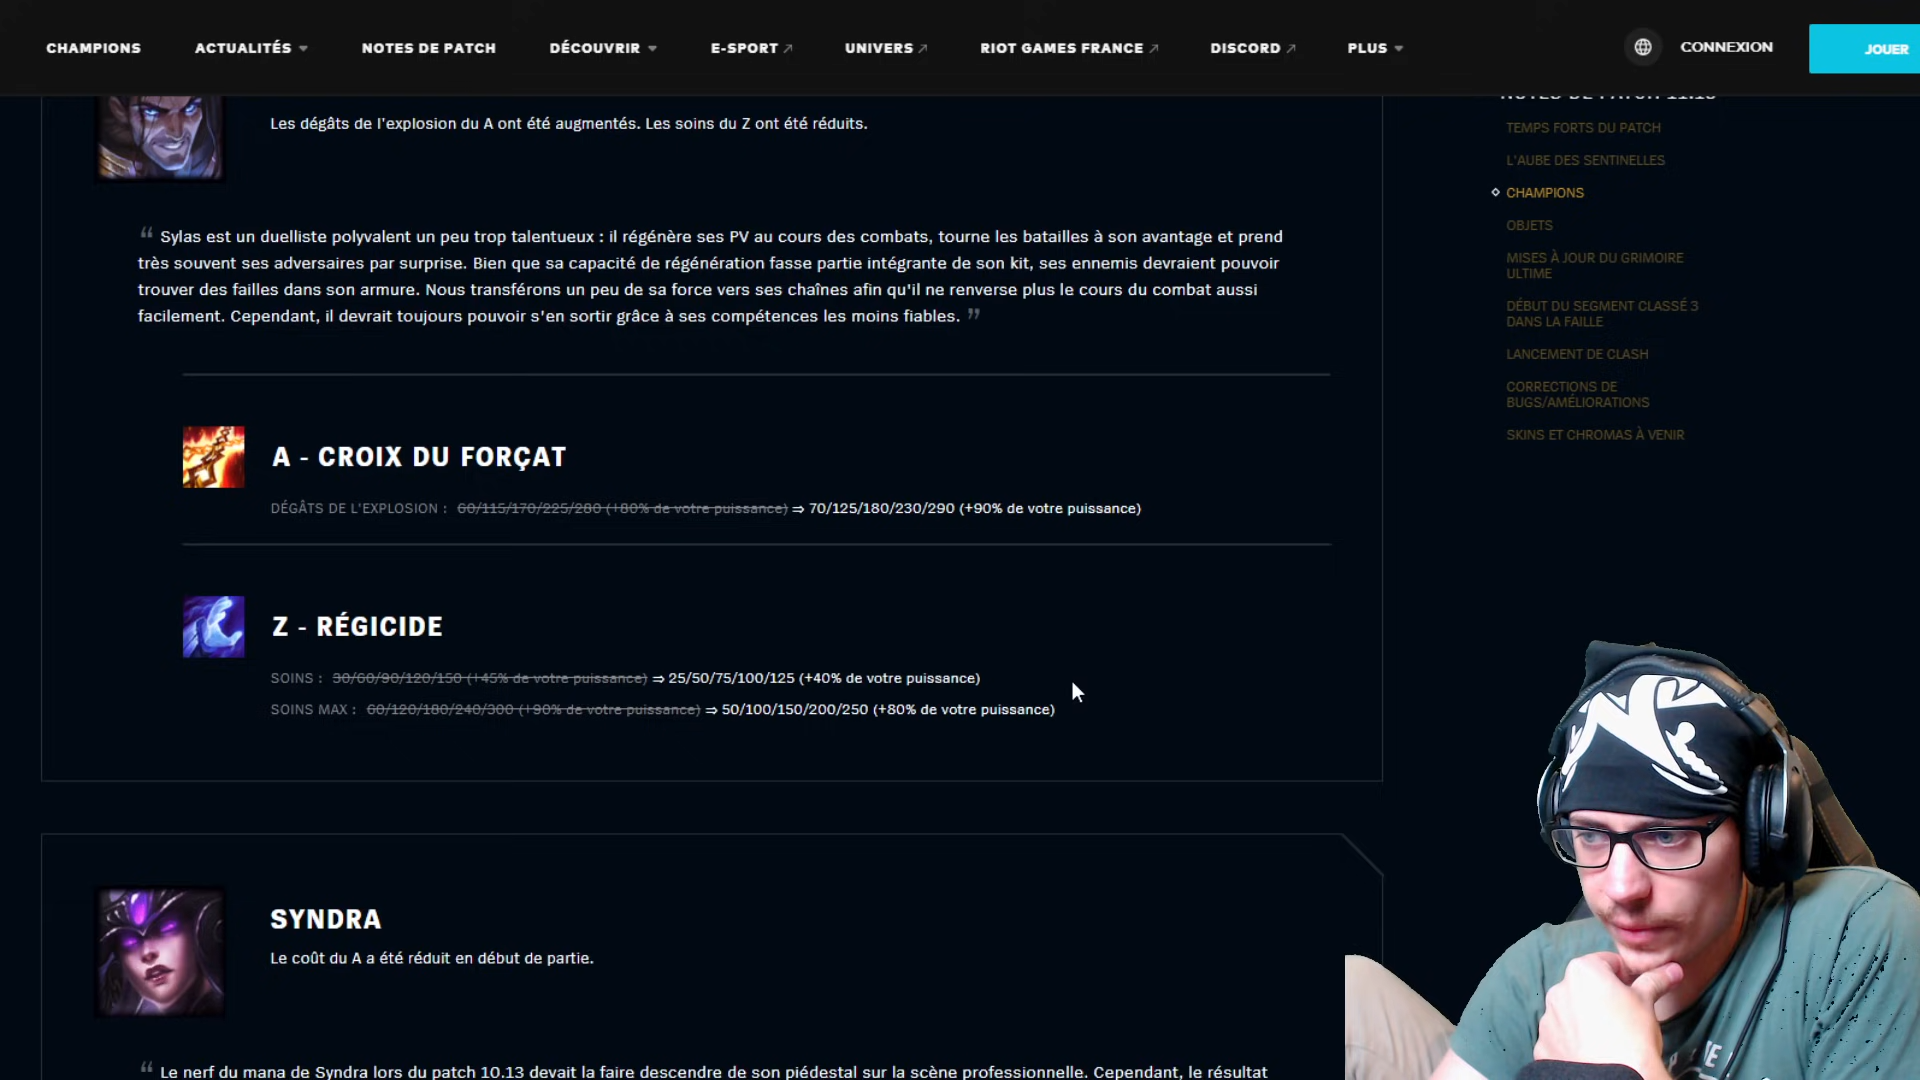 CHAMPIONS ACTUALITÉS NOTES DE PATCH DÉCOUVRIR E-SPORT UNIVERS RIOT GAMES FRANCE DISCORD PLUS CONNEXION JOUER
Les dégâts de l'explosion du A ont été augmentés. Les soins du Z ont été réduits.
“ Sylas est un duelliste polyvalent un peu trop talentueux : il régénère ses PV au cours des combats, tourne les batailles à son avantage et prend
très souvent ses adversaires par surprise. Bien que sa capacité de régénération fasse partie intégrante de son kit, ses ennemis devraient pouvoir
trouver des failles dans son armure. Nous transférons un peu de sa force vers ses chaînes afin qu'il ne renverse plus le cours du combat aussi
facilement. Cependant, il devrait toujours pouvoir s'en sortir grâce à ses compétences les moins fiables. ”
A - CROIX DU FORÇAT
DÉGÂTS DE L'EXPLOSION : 60/115/170/225/280 (+80% de votre puissance) ⇒ 70/125/180/230/290 (+90% de votre puissance)
Z - RÉGICIDE
SOINS : 30/60/90/120/150 (+45% de votre puissance) ⇒ 25/50/75/100/125 (+40% de votre puissance)
SOINS MAX : 60/120/180/240/300 (+90% de votre puissance) ⇒ 50/100/150/200/250 (+80% de votre puissance)
SYNDRA
Le coût du A a été réduit en début de partie.
“ Le nerf du mana de Syndra lors du patch 10.13 devait la faire descendre de son piédestal sur la scène professionnelle. Cependant, le résultat
NOTES DE PATCH
TEMPS FORTS DU PATCH
L'AUBE DES SENTINELLES
CHAMPIONS
OBJETS
MISES À JOUR DU GRIMOIRE
ULTIME
DÉBUT DU SEGMENT CLASSÉ 3
DANS LA FAILLE
LANCEMENT DE CLASH
CORRECTIONS DE
BUGS/AMÉLIORATIONS
SKINS ET CHROMAS À VENIR